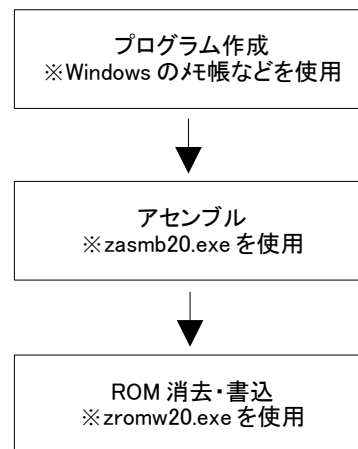 プログラム作成
※Windows のメモ帳などを使用
アセンブル
※zasmb20.exe を使用
ROM 消去・書込
※zromw20.exe を使用